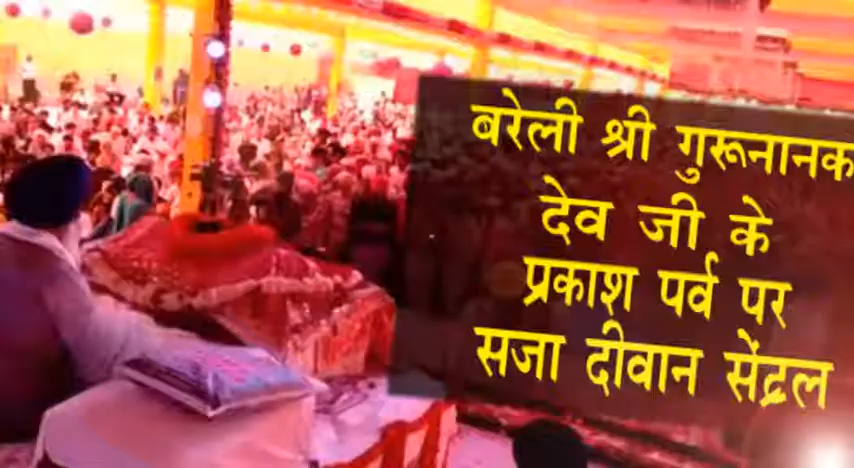 बरेली श्री गुरूनानक
देव जी के
प्रकाश पर्व पर
सजा दीवान सेंट्रल